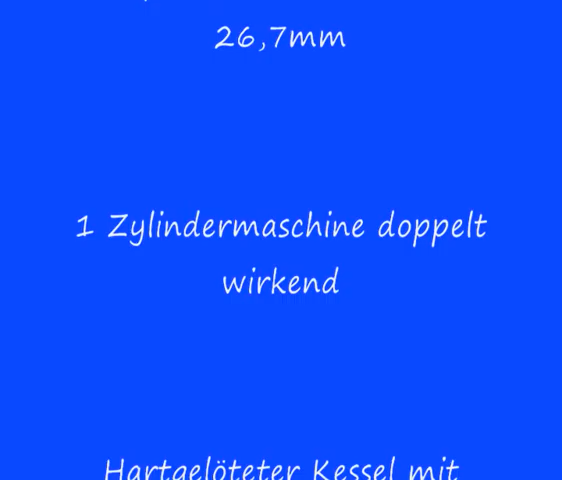 26,7mm
1 Zylindermaschine doppelt
wirkend
Hartgelöteter Kessel mit